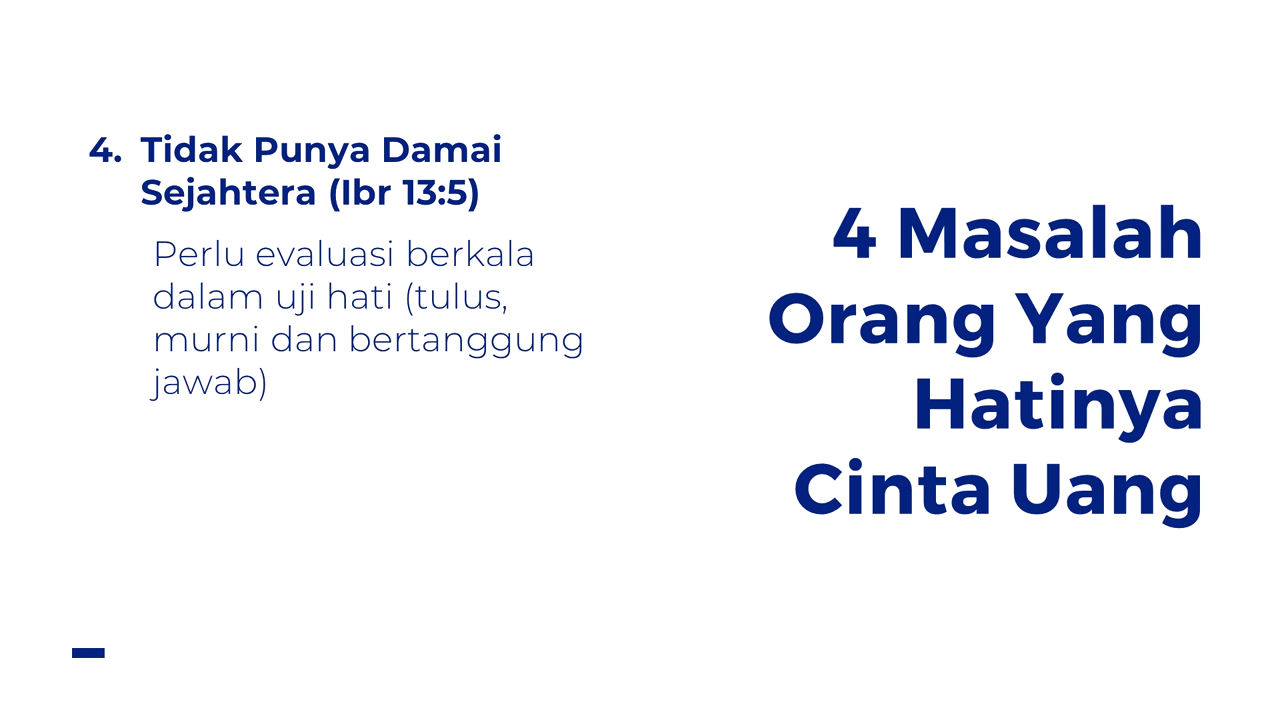 4. Tidak Punya Damai
Sejahtera (Ibr 13:5)
Perlu evaluasi berkala
dalam uji hati (tulus,
murni dan bertanggung
jawab)
4 Masalah
Orang Yang
Hatinya
Cinta Uang